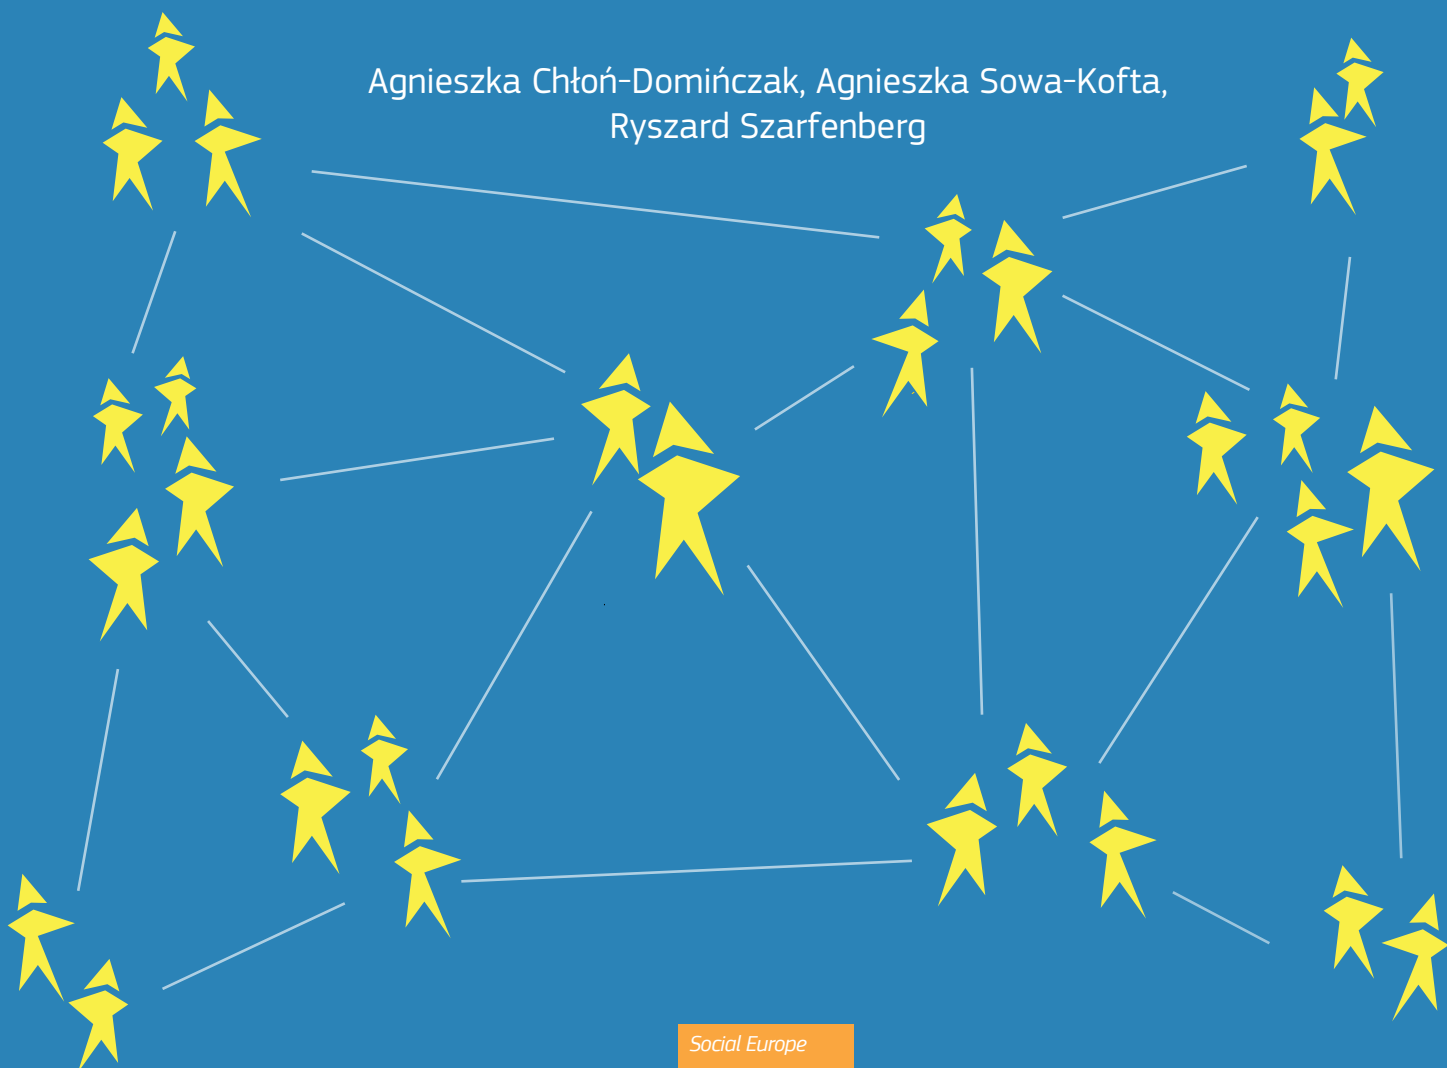 Agnieszka Chłoń-Domińczak, Agnieszka Sowa-Kofta,
Ryszard Szarfenberg
Social Europe